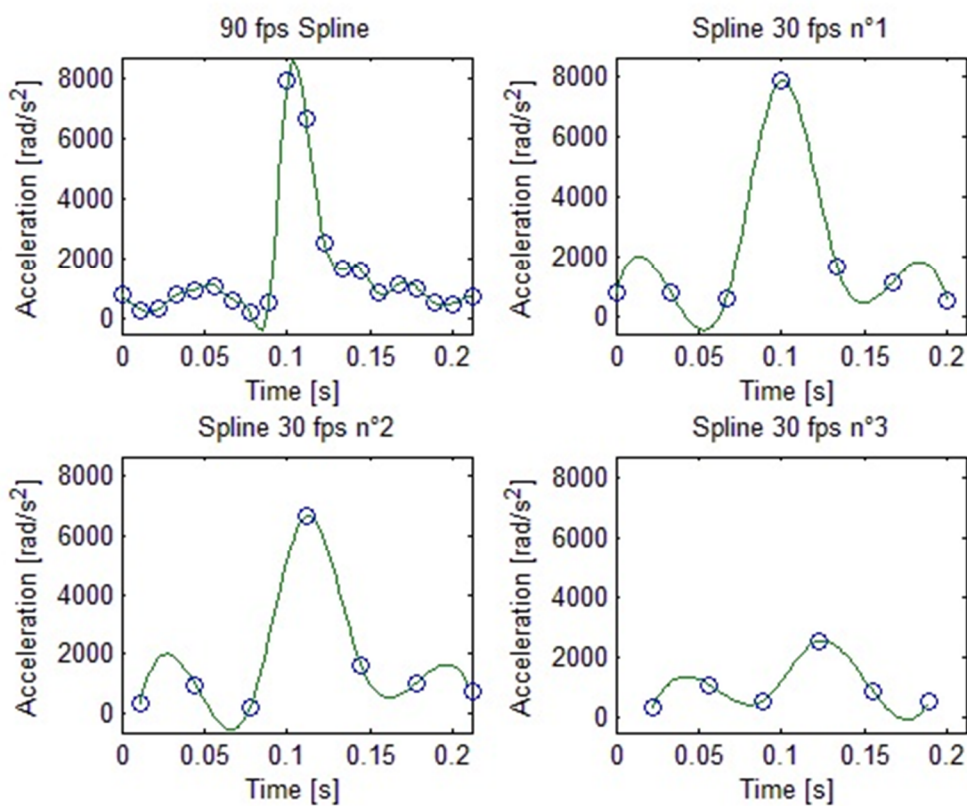 90 fps Spline
Acceleration [rad/s²]
8000
6000
4000
2000
0
0 0.05 0.1 0.15 0.2
Time [s]
Spline 30 fps n°1
Acceleration [rad/s²]
8000
6000
4000
2000
0
0 0.05 0.1 0.15 0.2
Time [s]
Spline 30 fps n°2
Acceleration [rad/s²]
8000
6000
4000
2000
0
0 0.05 0.1 0.15 0.2
Time [s]
Spline 30 fps n°3
Acceleration [rad/s²]
8000
6000
4000
2000
0
0 0.05 0.1 0.15 0.2
Time [s]